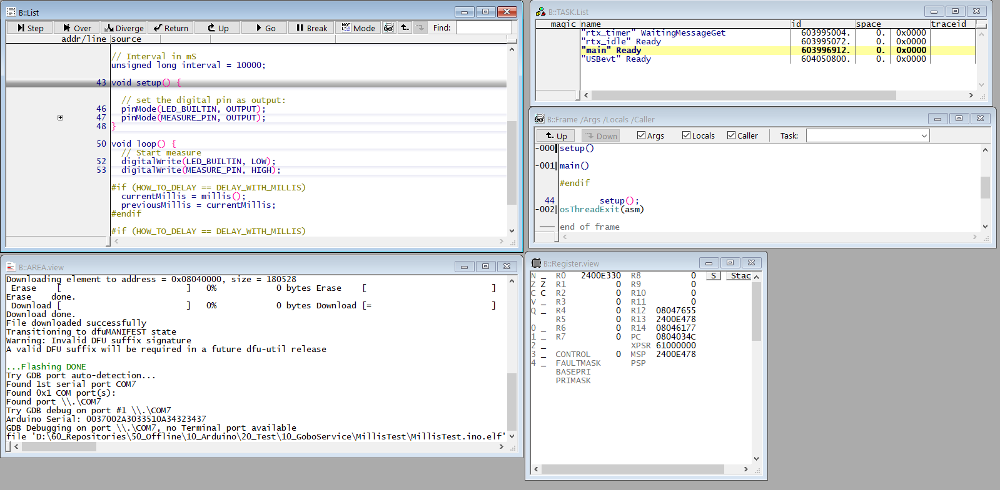 B::List
Step Over Diverge Return Up Go Break Mode Find:
addr/line source
// Interval in mS
unsigned long interval = 10000;
43 void setup() {
// set the digital pin as output:
46 pinMode(LED_BUILTIN, OUTPUT);
47 pinMode(MEASURE_PIN, OUTPUT);
48 }
50 void loop() {
// Start measure
52 digitalWrite(LED_BUILTIN, LOW);
53 digitalWrite(MEASURE_PIN, HIGH);
#if (HOW_TO_DELAY == DELAY_WITH_MILLIS)
currentMillis = millis();
previousMillis = currentMillis;
#endif
#if (HOW_TO_DELAY == DELAY_WITH_MILLIS)
B::TASK.List
magic name id space traceid
"rtx_timer" WaitingMessageGet 603995004. 0. 0x0000
"rtx_idle" Ready 603995072. 0. 0x0000
"main" Ready 603996912. 0. 0x0000
"USBevt" Ready 604050800. 0. 0x0000
B::Frame /Args /Locals /Caller
Up Down Args Locals Caller Task:
-000 setup()
-001 main()
#endif
44 setup();
-002 osThreadExit(asm)
end of frame
B::AREA.view
Downloading element to address = 0x08040000, size = 180528
Erase [ ] 0% 0 bytes Erase [ ]
Erase done.
Download [ ] 0% 0 bytes Download [= ]
Download done.
File downloaded successfully
Transitioning to dfuMANIFEST state
Warning: Invalid DFU suffix signature
A valid DFU suffix will be required in a future dfu-util release
...Flashing DONE
Try GDB port auto-detection...
Found 1st serial port COM7
Found 0x1 COM port(s):
Found port \\.\COM7
Try GDB debug on port #1 \\.\COM7
Arduino Serial: 0037002A3033510A34323437
GDB Debugging on port \\.\COM7, no Terminal port available
file 'D:\60_Repositories\50_Offline\10_Arduino\20_Test\10_GoboService\MillisTest\MillisTest.ino.elf'
B::Register.view
N _ R0 2400E330 R8 0 S Stac
Z Z R1 0 R9 0
C C R2 0 R10 0
V _ R3 0 R11 0
Q _ R4 0 R12 08047655
R5 0 R13 2400E478
0 _ R6 0 R14 08046177
1 _ R7 0 PC 0804034C
2 _ XPSR 61000000
3 _ CONTROL 0 MSP 2400E478
4 _ FAULTMASK PSP
BASEPRI
PRIMASK